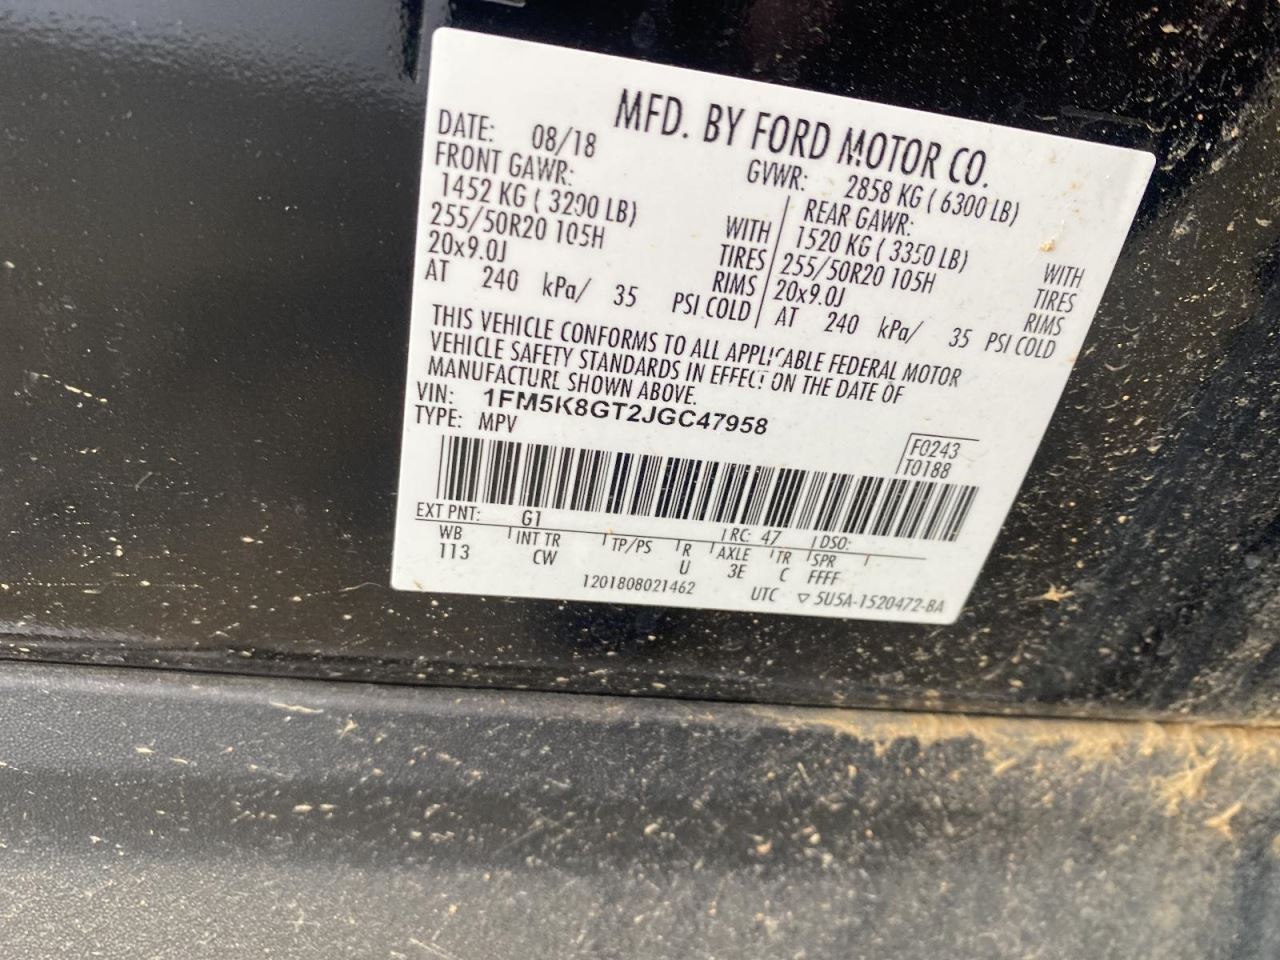 MFD. BY FORD MOTOR CO.
DATE: 08/18 GVWR: 2858 KG ( 6300 LB)
FRONT GAWR: REAR GAWR:
1452 KG ( 3200 LB) WITH 1520 KG ( 3350 LB) WITH
255/50R20 105H TIRES 255/50R20 105H TIRES
20x9.0J RIMS 20x9.0J RIMS
AT 240 kPa/ 35 PSI COLD AT 240 kPa/ 35 PSI COLD
THIS VEHICLE CONFORMS TO ALL APPLICABLE FEDERAL MOTOR
VEHICLE SAFETY STANDARDS IN EFFECT ON THE DATE OF
MANUFACTURE SHOWN ABOVE.
VIN: 1FM5K8GT2JGC47958
TYPE: MPV
F0243
T0188
EXT PNT: G1 RC: 47 DSO:
WB INT TR TP/PS R AXLE TR SPR
113 CW U 3E C FFFF
1201808021462 UTC ▽ 5U5A-1520472-BA